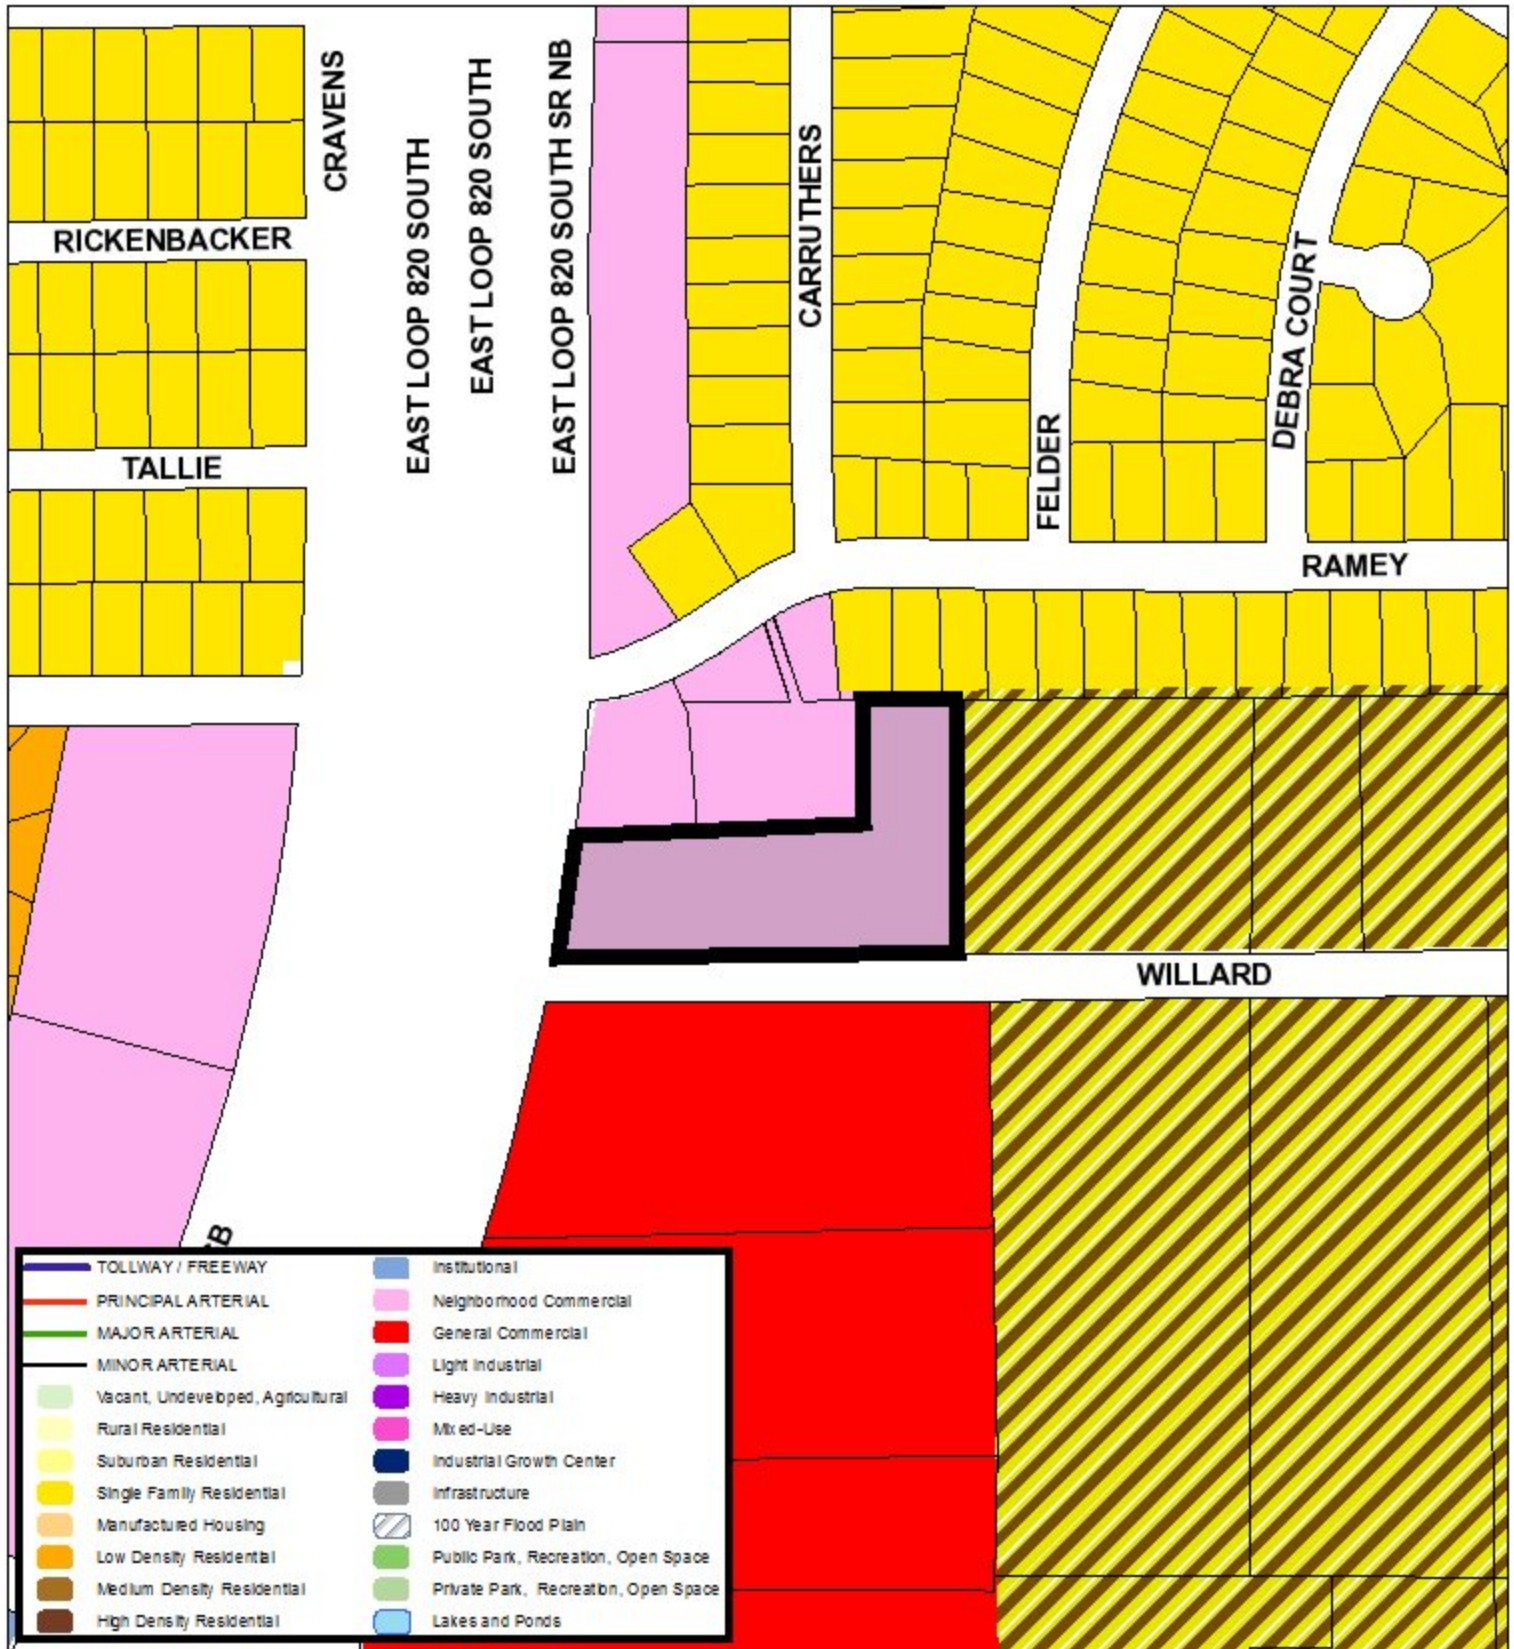 CRAVENS
EAST LOOP 820 SOUTH
EAST LOOP 820 SOUTH
EAST LOOP 820 SOUTH SR NB
CARRUTHERS
RICKENBACKER
DEBRA COURT
TALLIE
FELDER
RAMEY
WILLARD
TOLLWAY / FREEWAY
PRINCIPAL ARTERIAL
MAJOR ARTERIAL
MINOR ARTERIAL
Vacant, Undeveloped, Agricultural
Rural Residential
Suburban Residential
Single Family Residential
Manufactured Housing
Low Density Residential
Medium Density Residential
High Density Residential
Institutional
Neighborhood Commercial
General Commercial
Light Industrial
Heavy Industrial
Mixed-Use
Industrial Growth Center
Infrastructure
100 Year Flood Plain
Public Park, Recreation, Open Space
Private Park, Recreation, Open Space
Lakes and Ponds